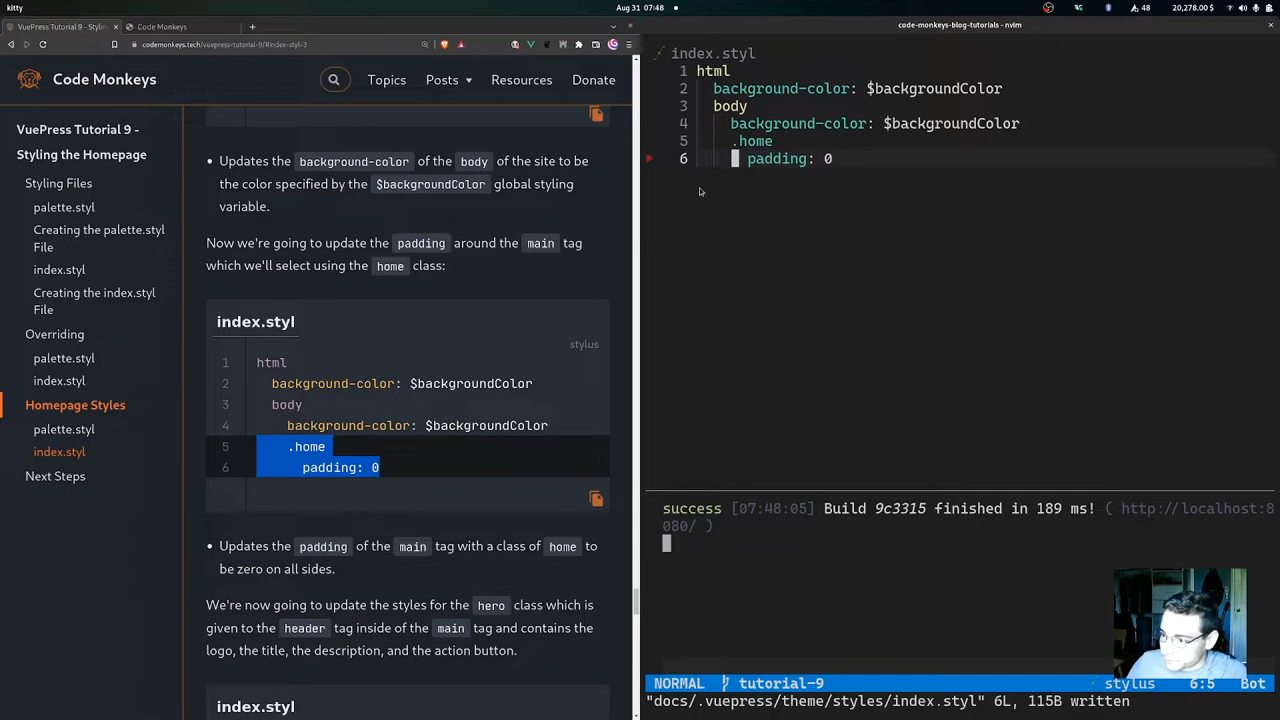 kitty
Aug 31 07:48
48
20,278.00 $
VuePress Tutorial 9 - Stylin
Code Monkeys
codemonkeys.tech/vuepress-tutorial-9/#index-styl-3
code-monkeys-blog-tutorials - nvim
Code Monkeys
Topics
Posts
Resources
Donate
VuePress Tutorial 9 -
Styling the Homepage
Styling Files
palette.styl
Creating the palette.styl
File
index.styl
Creating the index.styl
File
Overriding
palette.styl
index.styl
Homepage Styles
palette.styl
index.styl
Next Steps
• Updates the background-color of the body of the site to
be the color specified by the $backgroundColor global styling
variable.
Now we're going to update the padding around the main tag
which we'll select using the home class:
index.styl
stylus
1 html
2 background-color: $backgroundColor
3 body
4 background-color: $backgroundColor
5 .home
6 padding: 0
• Updates the padding of the main tag with a class of home to
be zero on all sides.
We're now going to update the styles for the hero class which is
given to the header tag inside of the main tag and contains the
logo, the title, the description, and the action button.
index.styl
index.styl
1 html
2 background-color: $backgroundColor
3 body
4 background-color: $backgroundColor
5 .home
6 padding: 0
success [07:48:05] Build 9c3315 finished in 189 ms! ( http://localhost:8
080/ )
NORMAL tutorial-9 stylus 6:5 Bot
"docs/.vuepress/theme/styles/index.styl" 6L, 115B written